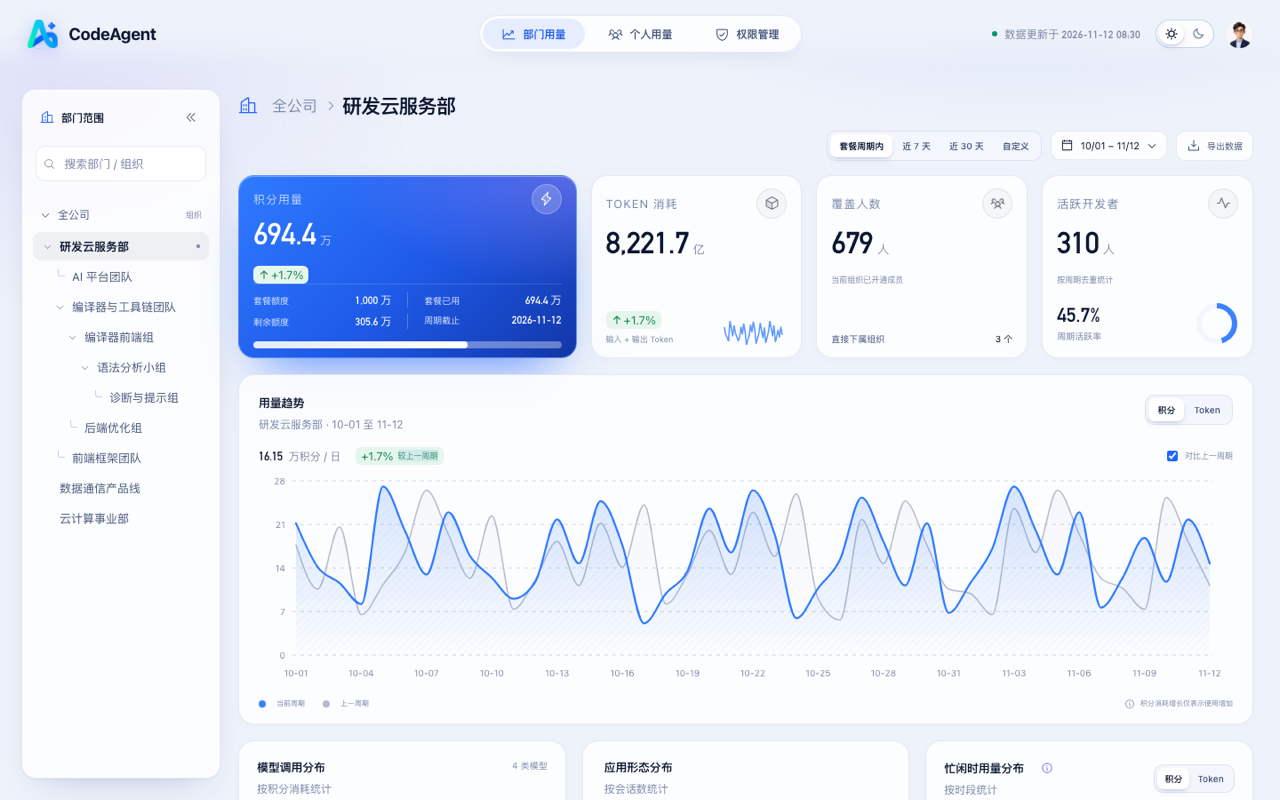 CodeAgent
部门用量
个人用量
权限管理
数据更新于 2026-11-12 08:30
部门范围
搜索部门 / 组织
全公司
组织
研发云服务部
AI 平台团队
编译器与工具链团队
编译器前端组
语法分析小组
诊断与提示组
后端优化组
前端框架团队
数据通信产品线
云计算事业部
全公司 > 研发云服务部
套餐周期内
近 7 天
近 30 天
自定义
10/01 – 11/12
导出数据
积分用量
694.4 万
↑ +1.7%
套餐额度 1,000 万
套餐已用 694.4 万
剩余额度 305.6 万
周期截止 2026-11-12
TOKEN 消耗
8,221.7 亿
↑ +1.7%
输入 + 输出 Token
覆盖人数
679 人
当前组织已开通成员
直接下属组织 3 个
活跃开发者
310 人
按周期去重统计
45.7%
周期活跃率
用量趋势
研发云服务部 · 10-01 至 11-12
积分
Token
16.15 万积分 / 日
+1.7% 较上一周期
对比上一周期
28
21
14
7
0
10-01 10-04 10-07 10-10 10-13 10-16 10-19 10-22 10-25 10-28 10-31 11-03 11-06 11-09 11-12
当前周期
上一周期
积分消耗增长仅表示使用增加
模型调用分布
4 类模型
按积分消耗统计
应用形态分布
按会话数统计
忙闲时用量分布
按时段统计
积分
Token